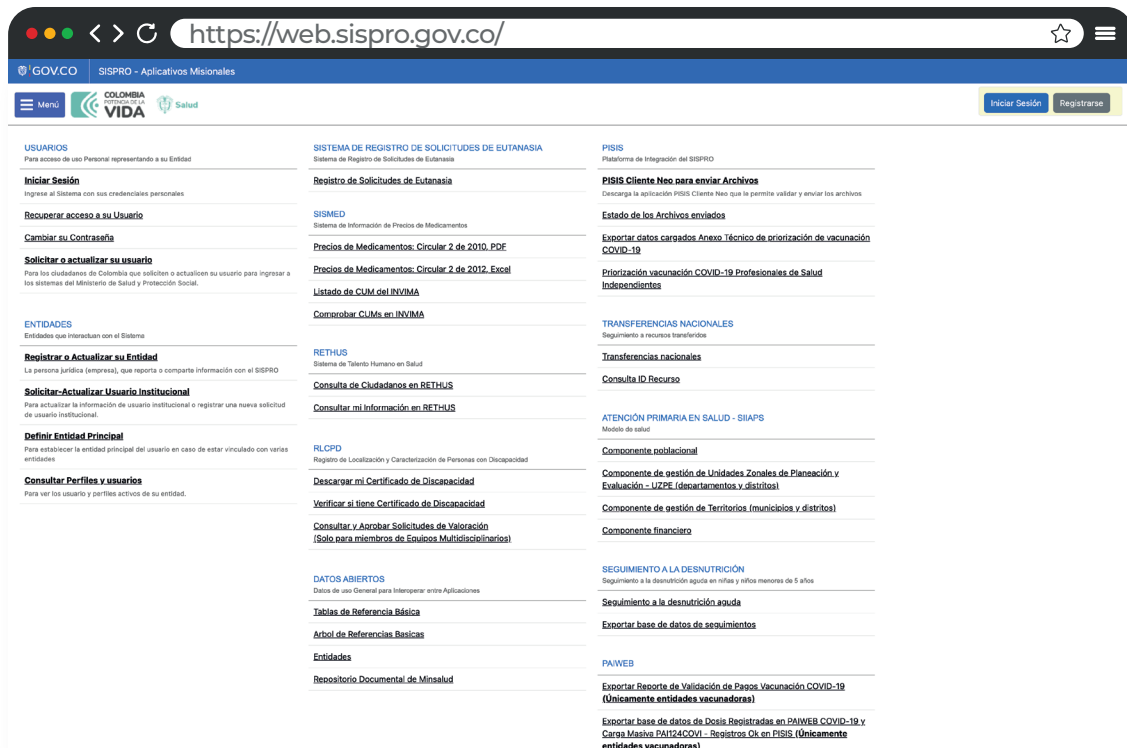 https://web.sispro.gov.co/
GOV.CO
SISPRO - Aplicativos Misionales
Menú
COLOMBIA
POTENCIA DE LA
VIDA
Salud
Iniciar Sesión
Registrarse
USUARIOS
Para acceso de uso Personal representando a su Entidad
Iniciar Sesión
Ingrese al Sistema con sus credenciales personales
Recuperar acceso a su Usuario
Cambiar su Contraseña
Solicitar o actualizar su usuario
Para los ciudadanos de Colombia que soliciten o actualicen su usuario para ingresar a
los sistemas del Ministerio de Salud y Protección Social.
ENTIDADES
Entidades que interactuan con el Sistema
Registrar o Actualizar su Entidad
La persona jurídica (empresa), que reporta o comparte información con el SISPRO
Solicitar-Actualizar Usuario Institucional
Para actualizar la información de usuario institucional o registrar una nueva solicitud
de usuario institucional.
Definir Entidad Principal
Para establecer la entidad principal del usuario en caso de estar vinculado con varias
entidades
Consultar Perfiles y usuarios
Para ver los usuario y perfiles activos de su entidad.
SISTEMA DE REGISTRO DE SOLICITUDES DE EUTANASIA
Sistema de Registro de Solicitudes de Eutanasia
Registro de Solicitudes de Eutanasia
SISMED
Sistema de Información de Precios de Medicamentos
Precios de Medicamentos: Circular 2 de 2010, PDF
Precios de Medicamentos: Circular 2 de 2012, Excel
Listado de CUM del INVIMA
Comprobar CUMs en INVIMA
RETHUS
Sistema de Talento Humano en Salud
Consulta de Ciudadanos en RETHUS
Consultar mi Información en RETHUS
RLCPD
Registro de Localización y Caracterización de Personas con Discapacidad
Descargar mi Certificado de Discapacidad
Verificar si tiene Certificado de Discapacidad
Consultar y Aprobar Solicitudes de Valoración
(Solo para miembros de Equipos Multidisciplinarios)
DATOS ABIERTOS
Datos de uso General para Interoperar entre Aplicaciones
Tablas de Referencia Básica
Arbol de Referencias Basicas
Entidades
Repositorio Documental de Minsalud
PISIS
Plataforma de Integración del SISPRO
PISIS Cliente Neo para enviar Archivos
Descarga la aplicación PISIS Cliente Neo que le permite validar y enviar los archivos
Estado de los Archivos enviados
Exportar datos cargados Anexo Técnico de priorización de vacunación
COVID-19
Priorización vacunación COVID-19 Profesionales de Salud
Independientes
TRANSFERENCIAS NACIONALES
Seguimiento a recursos transferidos
Transferencias nacionales
Consulta ID Recurso
ATENCIÓN PRIMARIA EN SALUD - SIIAPS
Modelo de salud
Componente poblacional
Componente de gestión de Unidades Zonales de Planeación y
Evaluación – UZPE (departamentos y distritos)
Componente de gestión de Territorios (municipios y distritos)
Componente financiero
SEGUIMIENTO A LA DESNUTRICIÓN
Seguimiento a la desnutrición aguda en niñas y niños menores de 5 años
Seguimiento a la desnutrición aguda
Exportar base de datos de seguimientos
PAIWEB
Exportar Reporte de Validación de Pagos Vacunación COVID-19
(Únicamente entidades vacunadoras)
Exportar base de datos de Dosis Registradas en PAIWEB COVID-19 y
Carga Masiva PAI124COVI - Registros Ok en PISIS (Únicamente
entidades vacunadoras)